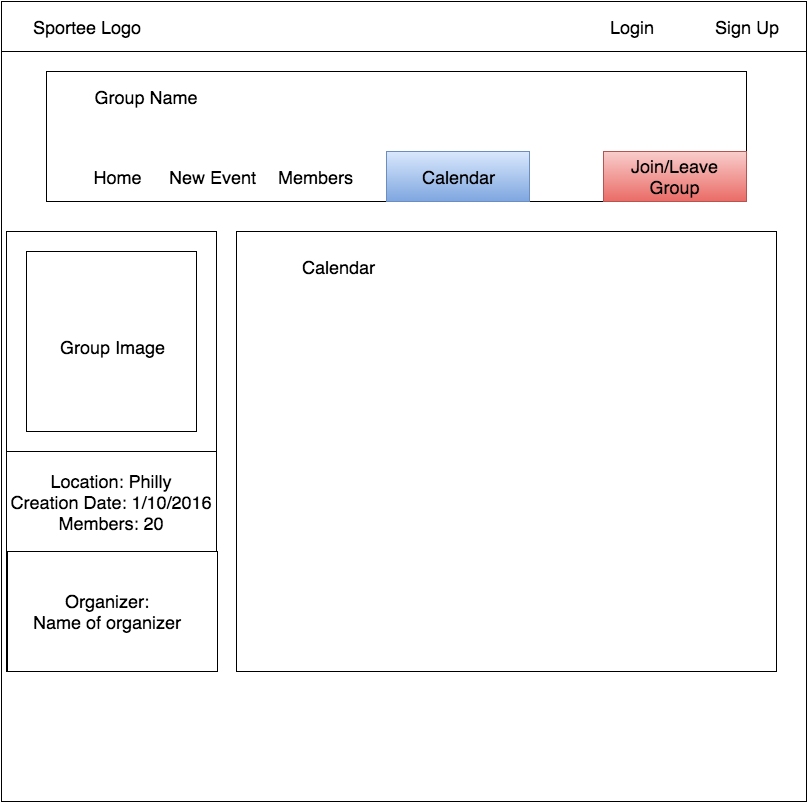 Sportee Logo
Login
Sign Up
Group Name
Home
New Event
Members
Calendar
Join/Leave
Group
Calendar
Group Image
Location: Philly
Creation Date: 1/10/2016
Members: 20
Organizer:
Name of organizer